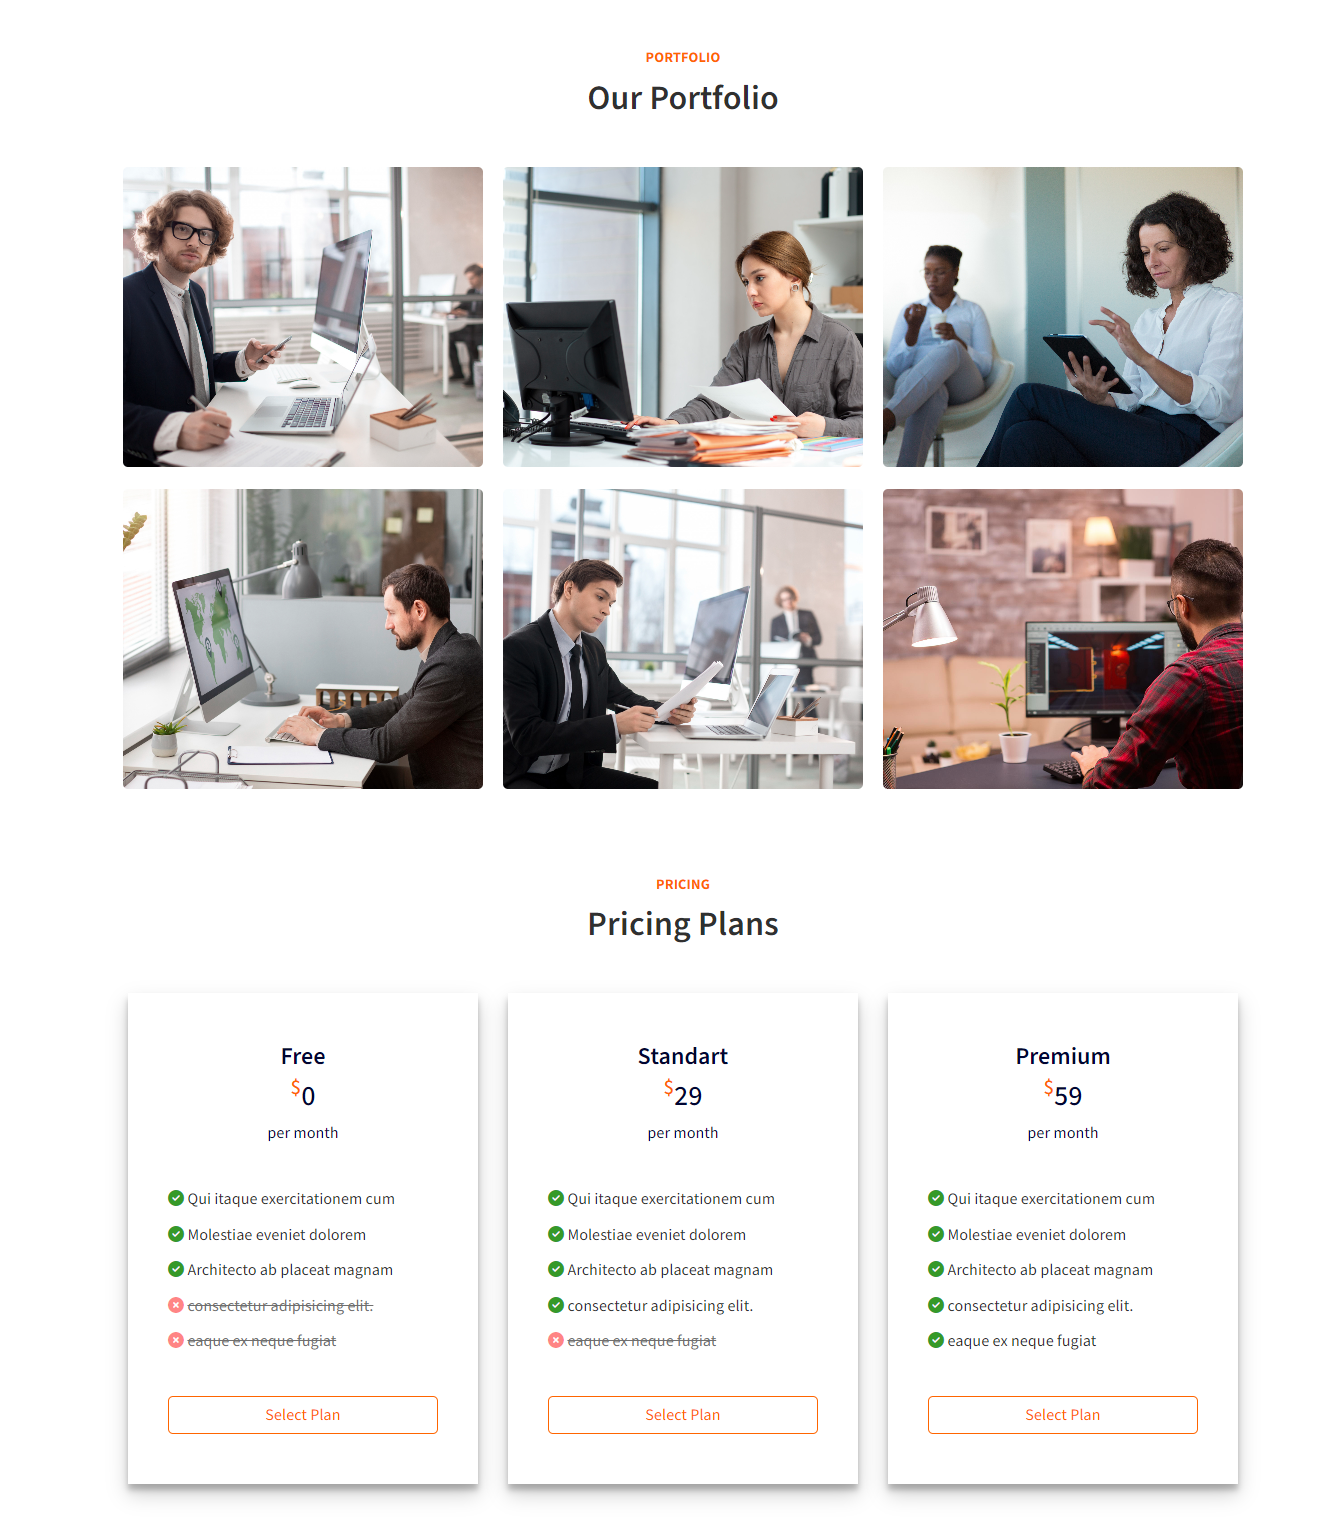 PORTFOLIO
Our Portfolio
PRICING
Pricing Plans
Free
$0
per month
Qui itaque exercitationem cum
Molestiae eveniet dolorem
Architecto ab placeat magnam
consectetur adipisicing elit.
eaque ex neque fugiat
Select Plan
Standart
$29
per month
Qui itaque exercitationem cum
Molestiae eveniet dolorem
Architecto ab placeat magnam
consectetur adipisicing elit.
eaque ex neque fugiat
Select Plan
Premium
$59
per month
Qui itaque exercitationem cum
Molestiae eveniet dolorem
Architecto ab placeat magnam
consectetur adipisicing elit.
eaque ex neque fugiat
Select Plan